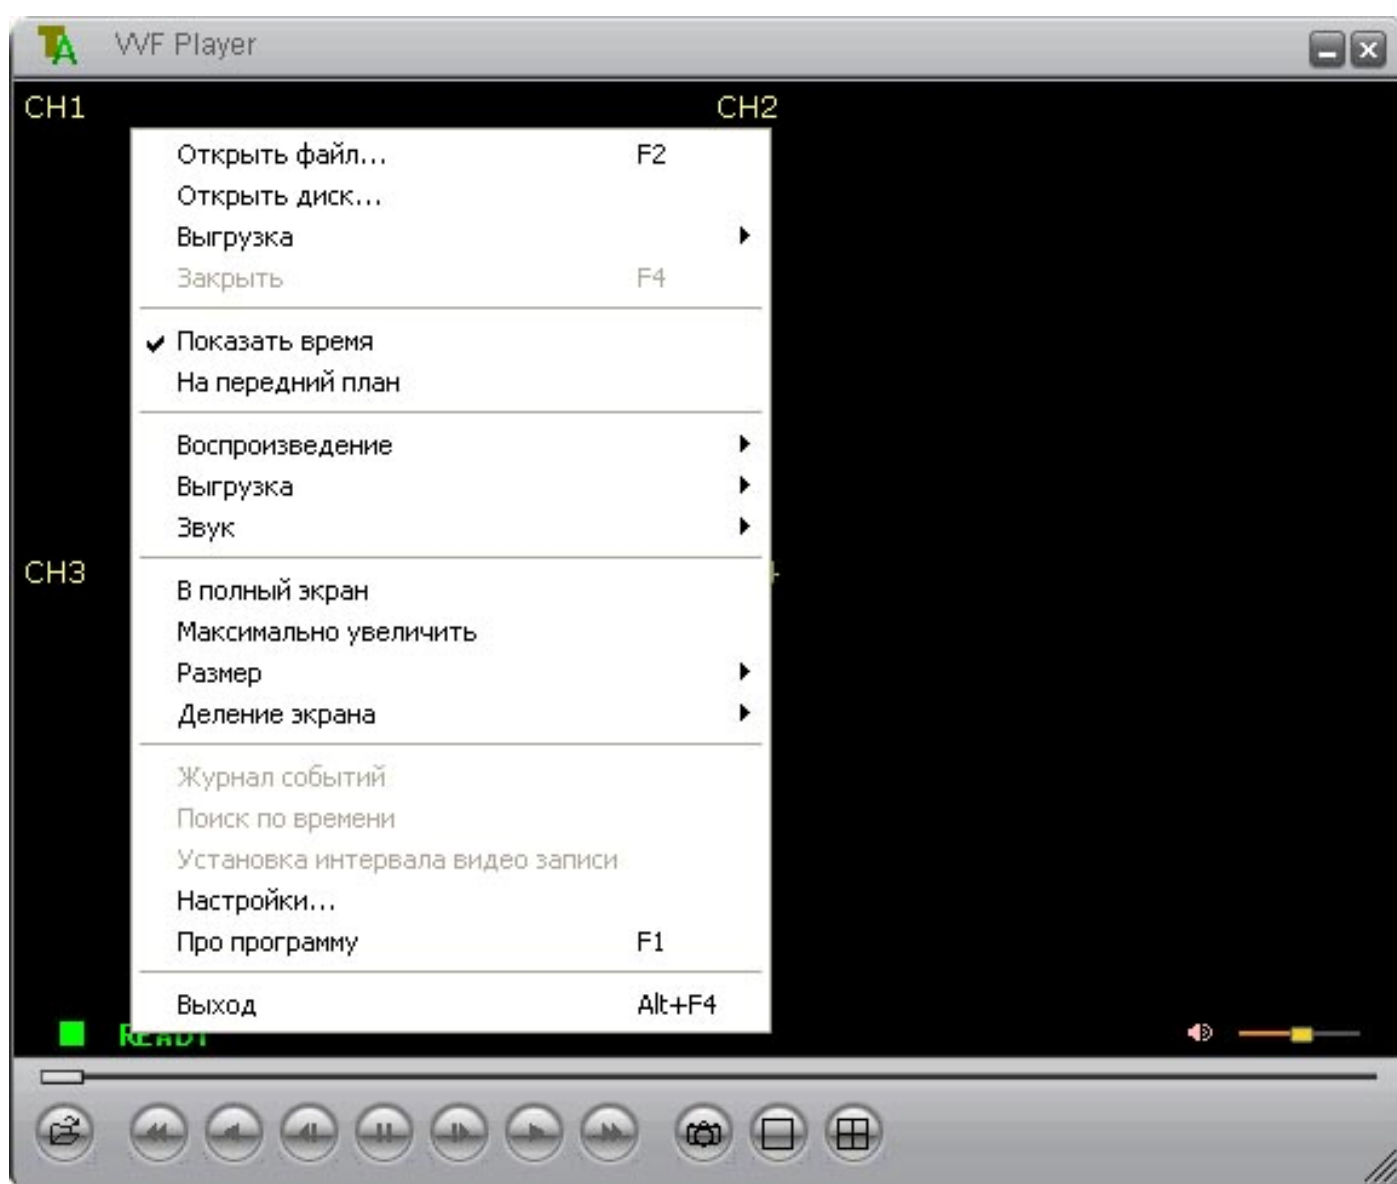 TA VVF Player
CH1 CH2
Открыть файл... F2
Открыть диск...
Выгрузка
Закрыть F4
Показать время
На передний план
Воспроизведение
Выгрузка
Звук
CH3
В полный экран
Максимально увеличить
Размер
Деление экрана
Журнал событий
Поиск по времени
Установка интервала видео записи
Настройки...
Про программу F1
Выход Alt+F4
READY